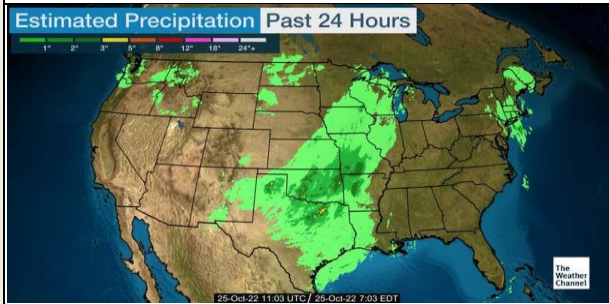 Estimated Precipitation Past 24 Hours
1" 2" 3" 5" 8" 12" 18" 24"+
25-Oct-22 11:03 UTC / 25-Oct-22 7:03 EDT
The
Weather
Channel